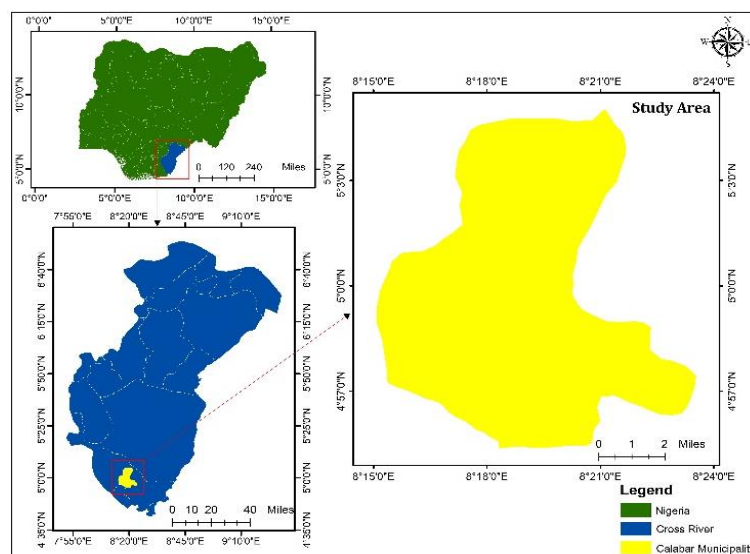 0°0'0"E 5°0'0"E 10°0'0"E 15°0'0"E
10°0'0"N
5°0'0"N
10°0'0"N
5°0'0"N
0 120 240 Miles
0°0'0"E 5°0'0"E 10°0'0"E 15°0'0"E
7°55'0"E 8°20'0"E 8°45'0"E 9°10'0"E
6°40'0"N
6°15'0"N
5°50'0"N
5°25'0"N
5°0'0"N
4°35'0"N
6°40'0"N
6°15'0"N
5°50'0"N
5°25'0"N
5°0'0"N
4°35'0"N
0 10 20 40
Miles
7°55'0"E 8°20'0"E 8°45'0"E 9°10'0"E
N
W E
S
8°15'0"E 8°18'0"E 8°21'0"E 8°24'0"E
Study Area
5°3'0"N
5°0'0"N
4°57'0"N
5°3'0"N
5°0'0"N
4°57'0"N
0 1 2 Miles
8°15'0"E 8°18'0"E 8°21'0"E 8°24'0"E
Legend
Nigeria
Cross River
Calabar Municipalit